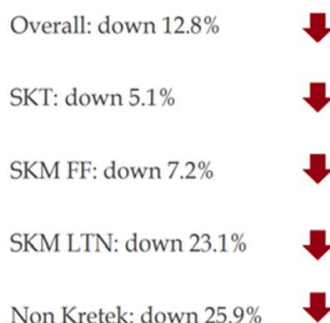 Overall: down 12.8%
SKT: down 5.1%
SKM FF: down 7.2%
SKM LTN: down 23.1%
Non Kretek: down 25.9%